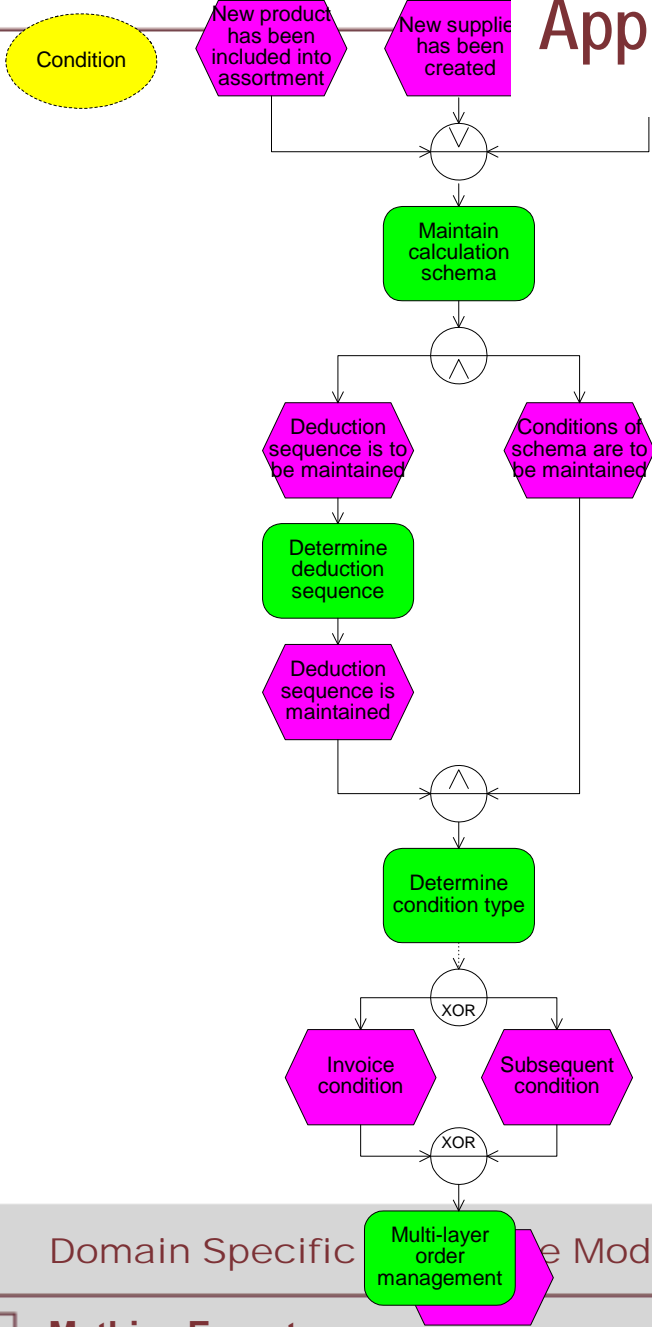 App
New product
has been
included into
assortment
New supplie
has been
created
Condition
Maintain
calculation
schema
Deduction
sequence is to
be maintained
Conditions of
schema are to
be maintained
Determine
deduction
sequence
Deduction
sequence is
maintained
Determine
condition type
XOR
Invoice
condition
Subsequent
condition
XOR
Multi-layer
order
management
Domain Specific e Mod